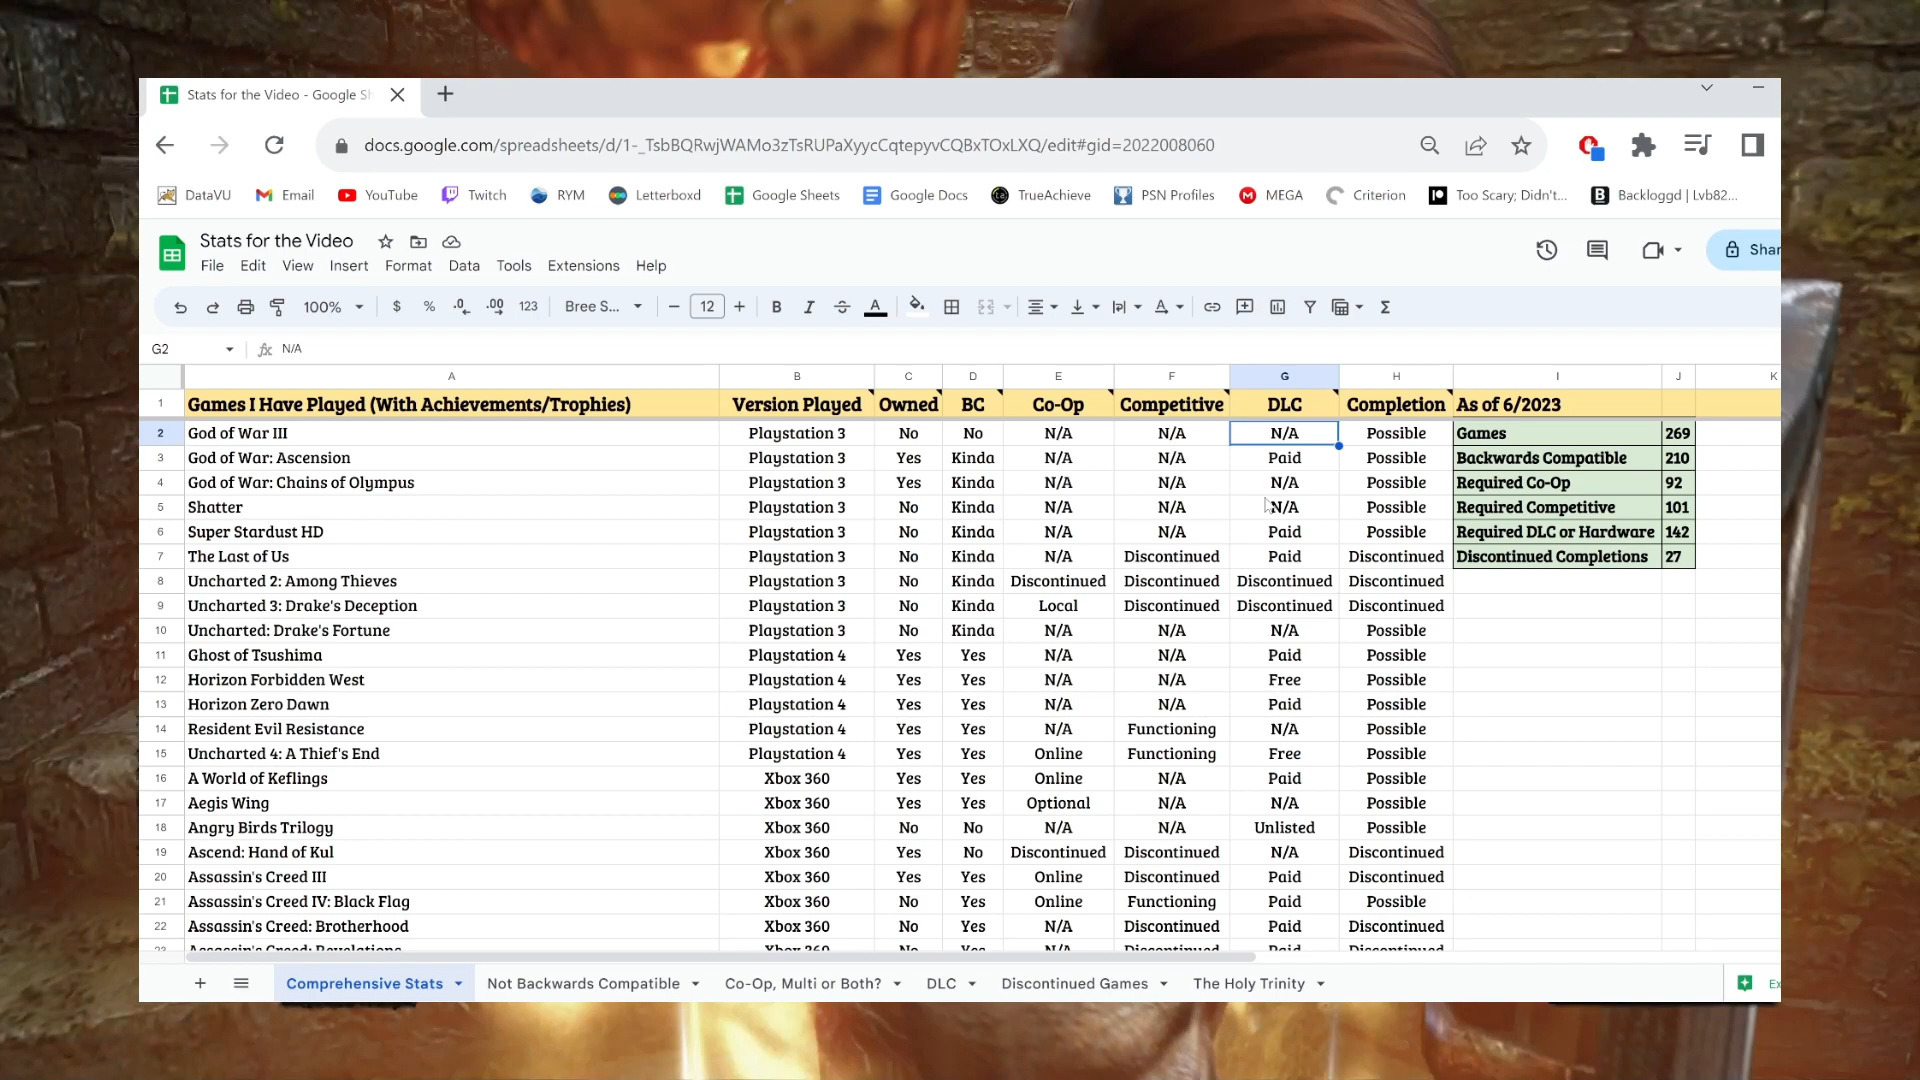 Stats for the Video - Google Sh
docs.google.com/spreadsheets/d/1-_TsbBQRwjWAMo3zTsRUPaXyycCqtepyvCQBxTOxLXQ/edit#gid=2022008060
DataVU Email YouTube Twitch RYM Letterboxd Google Sheets Google Docs TrueAchieve PSN Profiles MEGA Criterion Too Scary; Didn't... Backloggd | Lvb82...
Stats for the Video
File Edit View Insert Format Data Tools Extensions Help
Shar
100% $ % .0 .00 123 Bree S... - 12 + B I A Σ
G2 fx N/A
A B C D E F G H I J K
1 Games I Have Played (With Achievements/Trophies) Version Played Owned BC Co-Op Competitive DLC Completion As of 6/2023
2 God of War III Playstation 3 No No N/A N/A N/A Possible Games 269
3 God of War: Ascension Playstation 3 Yes Kinda N/A N/A Paid Possible Backwards Compatible 210
4 God of War: Chains of Olympus Playstation 3 Yes Kinda N/A N/A N/A Possible Required Co-Op 92
5 Shatter Playstation 3 No Kinda N/A N/A N/A Possible Required Competitive 101
6 Super Stardust HD Playstation 3 No Kinda N/A N/A Paid Possible Required DLC or Hardware 142
7 The Last of Us Playstation 3 No Kinda N/A Discontinued Paid Discontinued Discontinued Completions 27
8 Uncharted 2: Among Thieves Playstation 3 No Kinda Discontinued Discontinued Discontinued Discontinued
9 Uncharted 3: Drake's Deception Playstation 3 No Kinda Local Discontinued Discontinued Discontinued
10 Uncharted: Drake's Fortune Playstation 3 No Kinda N/A N/A N/A Possible
11 Ghost of Tsushima Playstation 4 Yes Yes N/A N/A Paid Possible
12 Horizon Forbidden West Playstation 4 Yes Yes N/A N/A Free Possible
13 Horizon Zero Dawn Playstation 4 Yes Yes N/A N/A Paid Possible
14 Resident Evil Resistance Playstation 4 Yes Yes N/A Functioning N/A Possible
15 Uncharted 4: A Thief's End Playstation 4 Yes Yes Online Functioning Free Possible
16 A World of Keflings Xbox 360 Yes Yes Online N/A Paid Possible
17 Aegis Wing Xbox 360 Yes Yes Optional N/A N/A Possible
18 Angry Birds Trilogy Xbox 360 No No N/A N/A Unlisted Possible
19 Ascend: Hand of Kul Xbox 360 Yes No Discontinued Discontinued N/A Discontinued
20 Assassin's Creed III Xbox 360 Yes Yes Online Discontinued Paid Discontinued
21 Assassin's Creed IV: Black Flag Xbox 360 No Yes Online Functioning Paid Possible
22 Assassin's Creed: Brotherhood Xbox 360 No Yes N/A Discontinued Paid Discontinued
23 Assassin's Creed: Revelations Xbox 360 No Yes N/A Discontinued Paid Discontinued
Comprehensive Stats Not Backwards Compatible Co-Op, Multi or Both? DLC Discontinued Games The Holy Trinity Ex